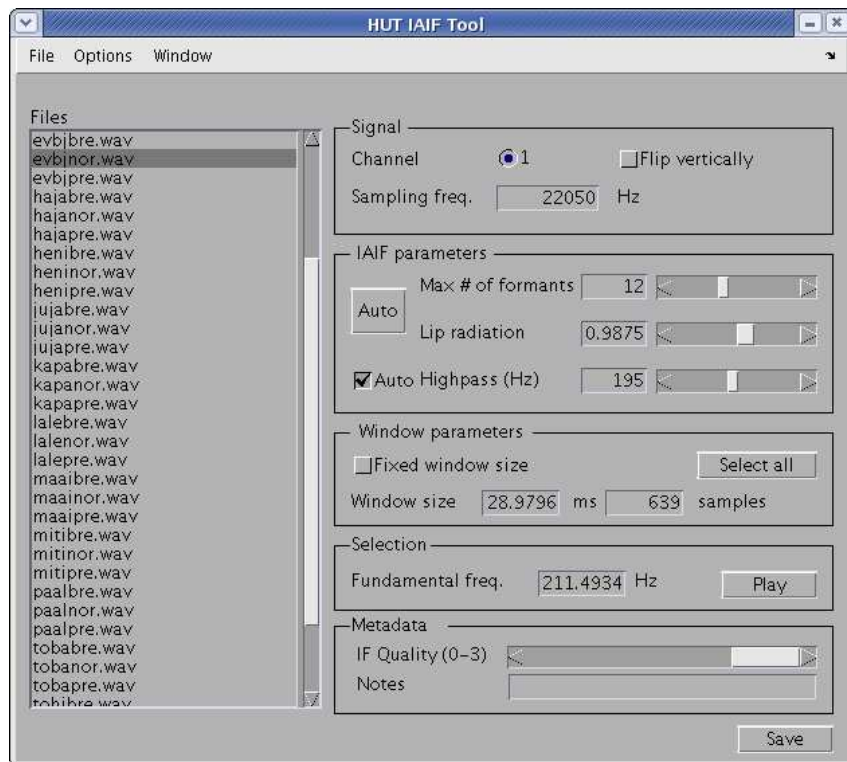 HUT IAIF Tool
File Options Window
Files
evbjbre.wav
evbjnor.wav
evbjpre.wav
hajabre.wav
hajanor.wav
hajapre.wav
henibre.wav
heninor.wav
henipre.wav
jujabre.wav
jujanor.wav
jujapre.wav
kapabre.wav
kapanor.wav
kapapre.wav
lalebre.wav
lalenor.wav
lalepre.wav
maaibre.wav
maainor.wav
maaipre.wav
mitibre.wav
mitinor.wav
mitipre.wav
paalbre.wav
paalnor.wav
paalpre.wav
tobabre.wav
tobanor.wav
tobapre.wav
tohibre.wav
Signal
Channel 1 Flip vertically
Sampling freq. 22050 Hz
IAIF parameters
Max # of formants 12
Auto
Lip radiation 0.9875
Auto Highpass (Hz) 195
Window parameters
Fixed window size Select all
Window size 28.9796 ms 639 samples
Selection
Fundamental freq. 211.4934 Hz Play
Metadata
IF Quality (0-3)
Notes
Save